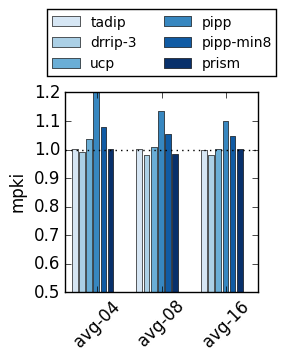 tadip
drrip-3
ucp
pipp
pipp-min8
prism
mpki
1.2
1.1
1.0
0.9
0.8
0.7
0.6
0.5
avg-04
avg-08
avg-16